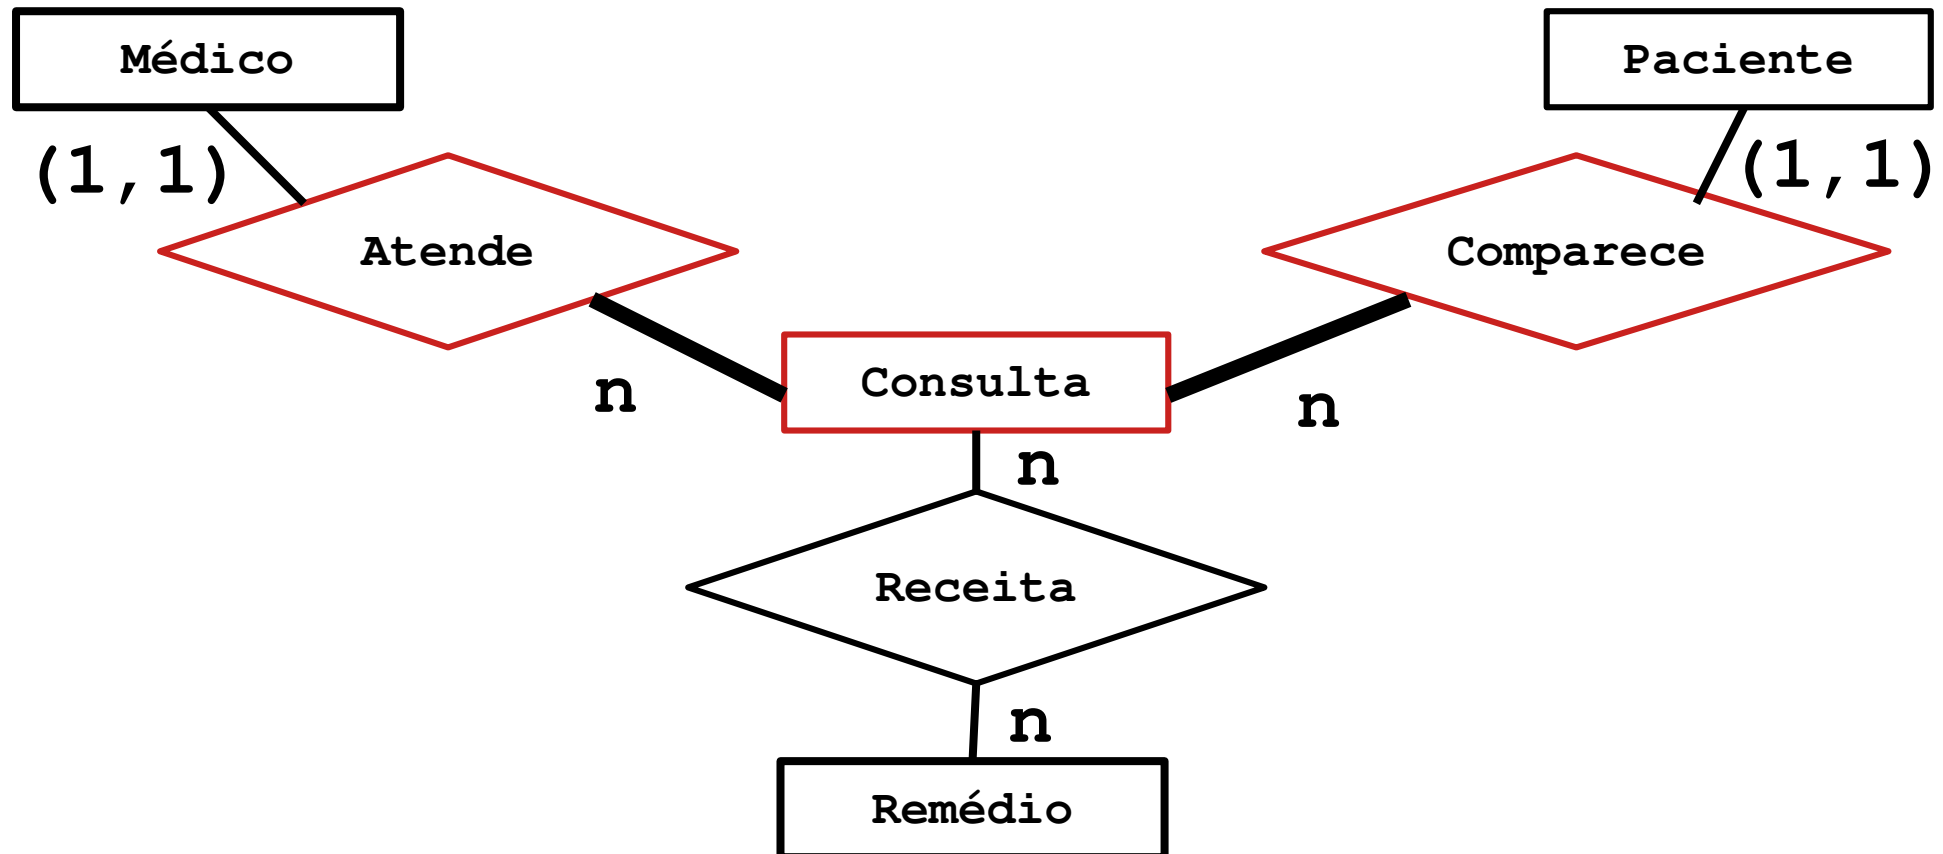 Médico
Paciente
(1,1)
(1,1)
Atende
Comparece
Consulta
n
n
n
Receita
n
Remédio